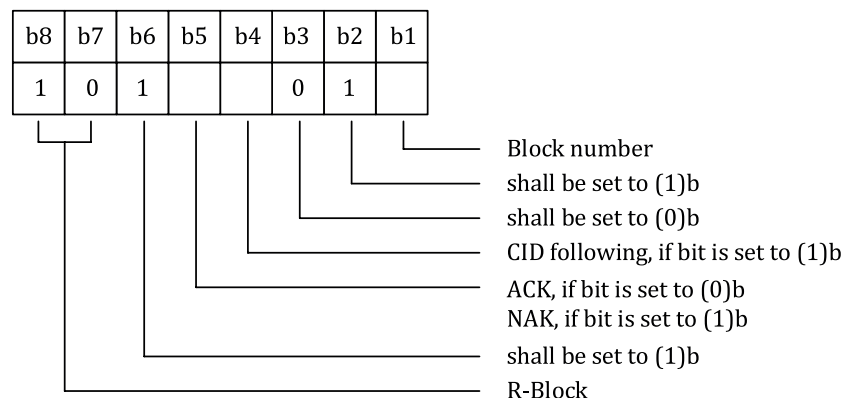 b8 b7 b6 b5 b4 b3 b2 b1
1 0 1 0 1
Block number
shall be set to (1)b
shall be set to (0)b
CID following, if bit is set to (1)b
ACK, if bit is set to (0)b
NAK, if bit is set to (1)b
shall be set to (1)b
R-Block